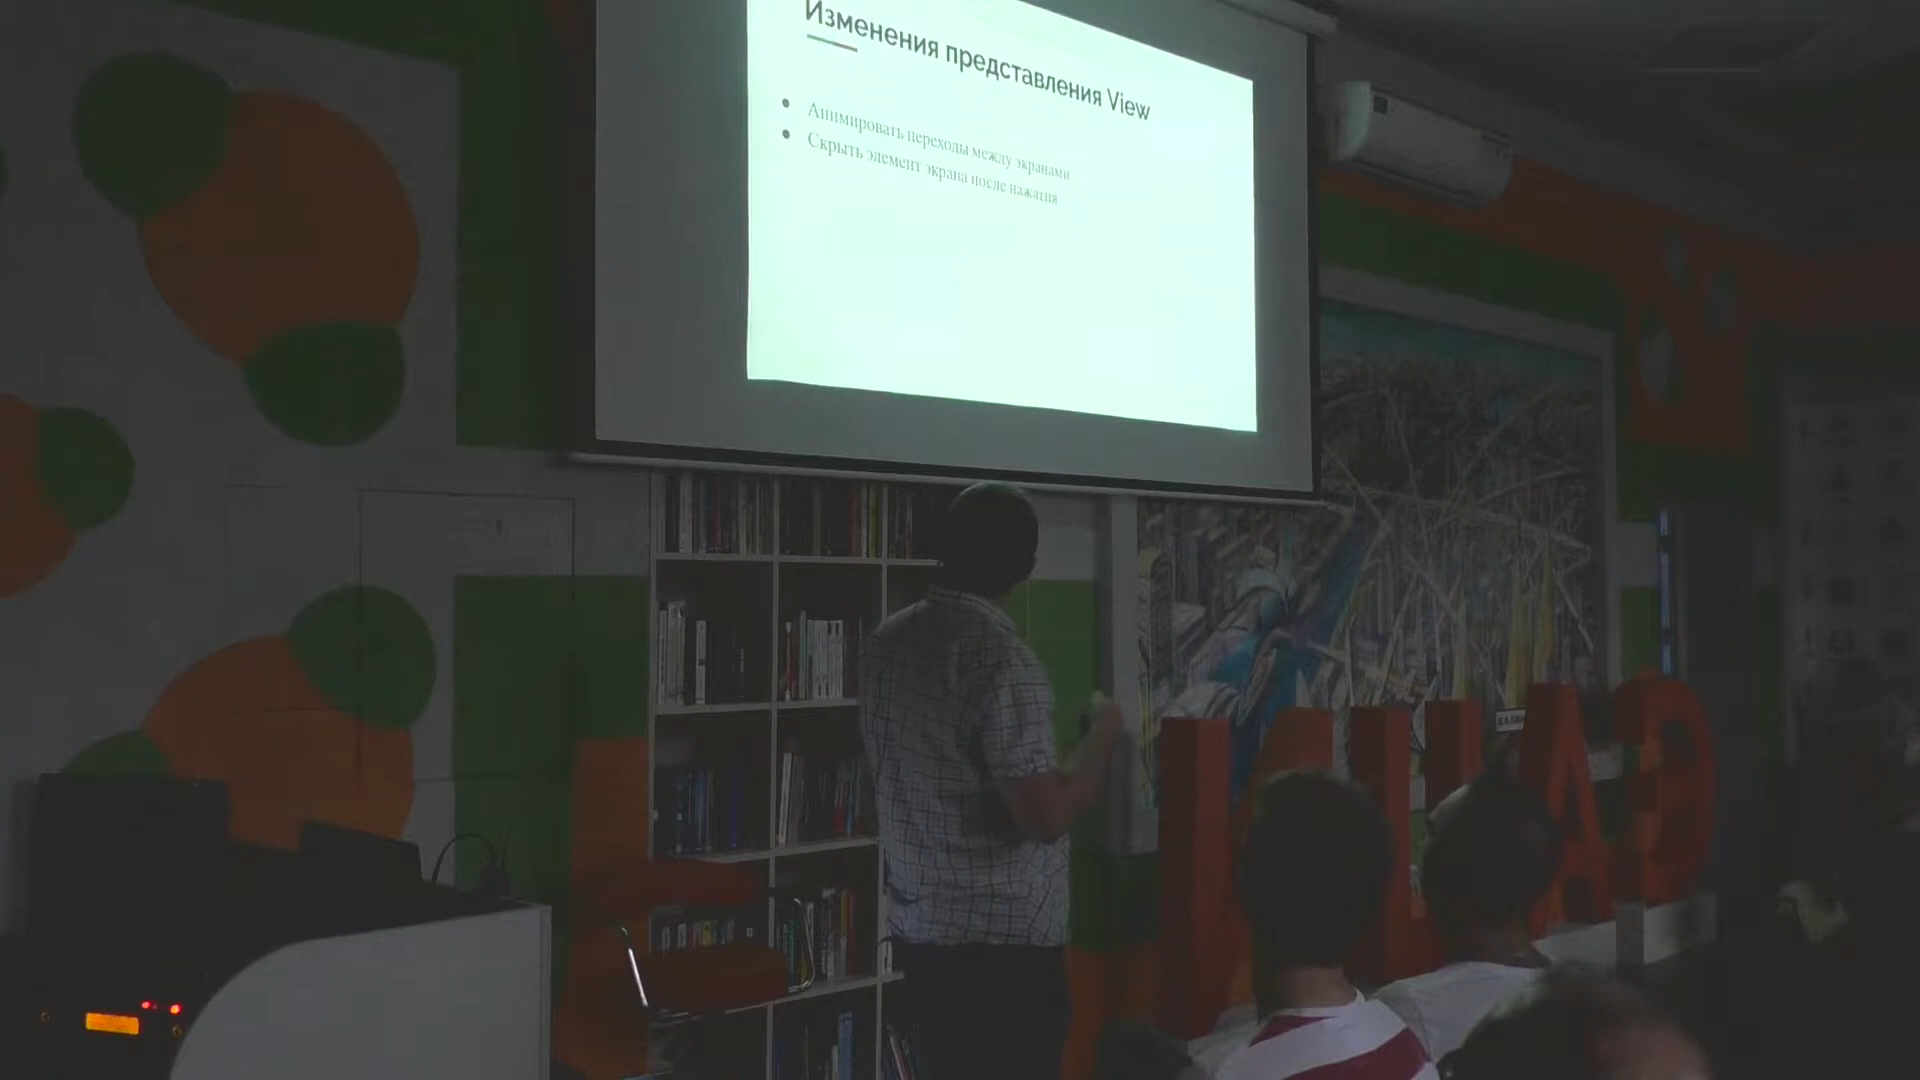 Изменения представления View
Анимировать переходы между экранами
Скрыть элемент экрана после нажатия